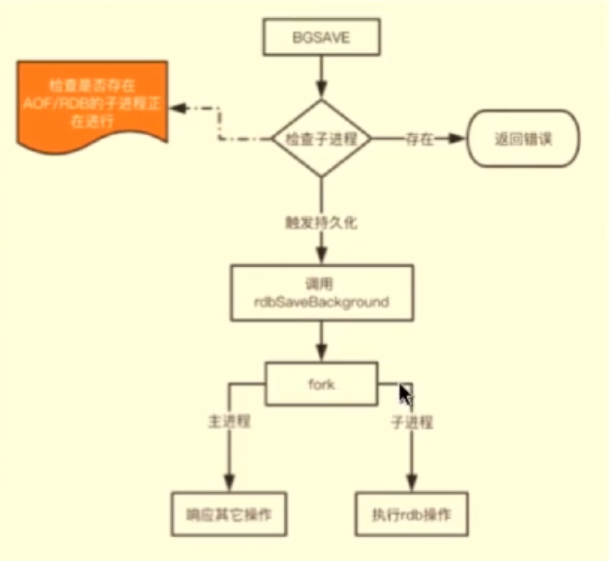 BGSAVE
检查是否存在
AOF/RDB的子进程正
在进行
检查子进程
存在
返回错误
触发持久化
调用
rdbSaveBackground
fork
主进程
子进程
响应其它操作
执行rdb操作